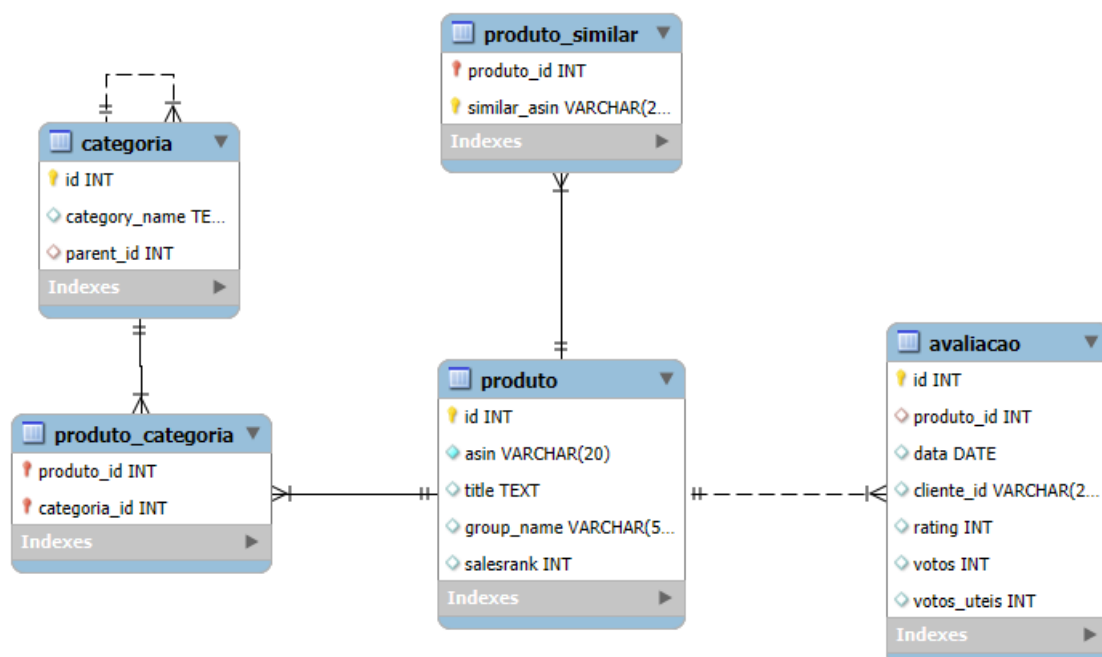 produto_similar
produto_id INT
similar_asin VARCHAR(2...
Indexes
categoria
id INT
category_name TE...
parent_id INT
Indexes
produto_categoria
produto_id INT
categoria_id INT
Indexes
produto
id INT
asin VARCHAR(20)
title TEXT
group_name VARCHAR(5...
salesrank INT
Indexes
avaliacao
id INT
produto_id INT
data DATE
cliente_id VARCHAR(2...
rating INT
votos INT
votos_uteis INT
Indexes